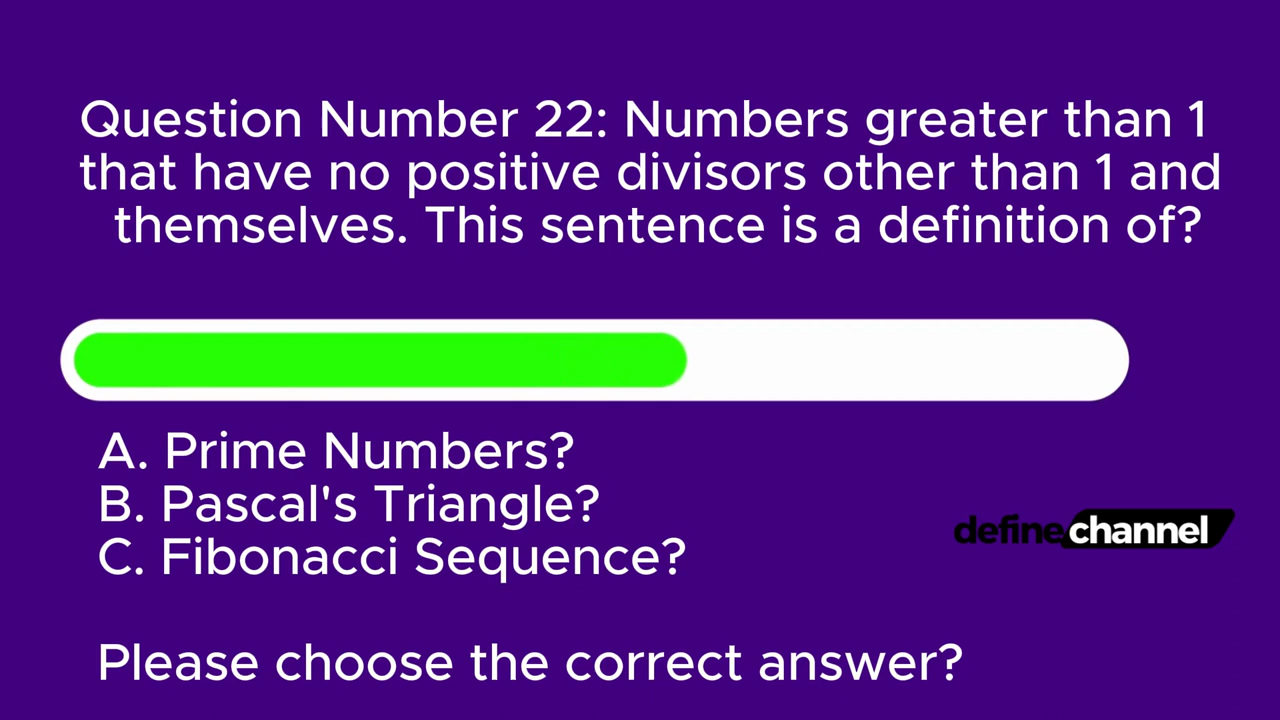 Question Number 22: Numbers greater than 1
that have no positive divisors other than 1 and
themselves. This sentence is a definition of?
A. Prime Numbers?
B. Pascal's Triangle?
C. Fibonacci Sequence?
definechannel
Please choose the correct answer?